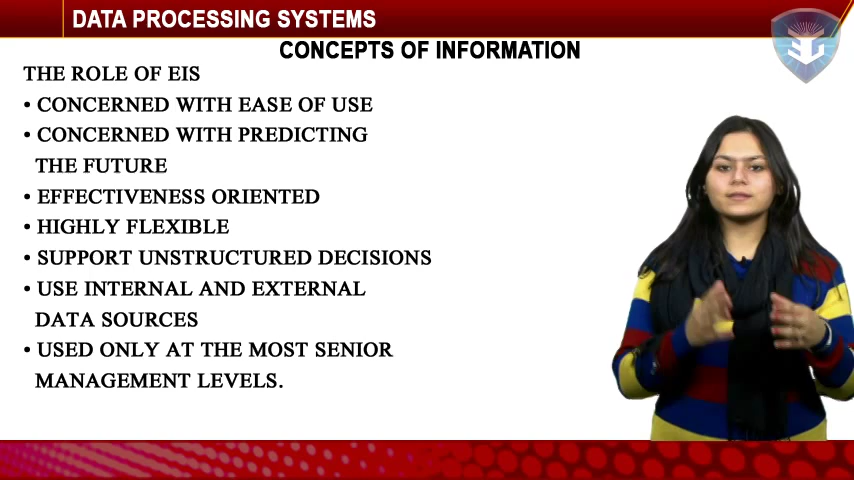 DATA PROCESSING SYSTEMS
CONCEPTS OF INFORMATION
THE ROLE OF EIS
• CONCERNED WITH EASE OF USE
• CONCERNED WITH PREDICTING
THE FUTURE
• EFFECTIVENESS ORIENTED
• HIGHLY FLEXIBLE
• SUPPORT UNSTRUCTURED DECISIONS
• USE INTERNAL AND EXTERNAL
DATA SOURCES
• USED ONLY AT THE MOST SENIOR
MANAGEMENT LEVELS.